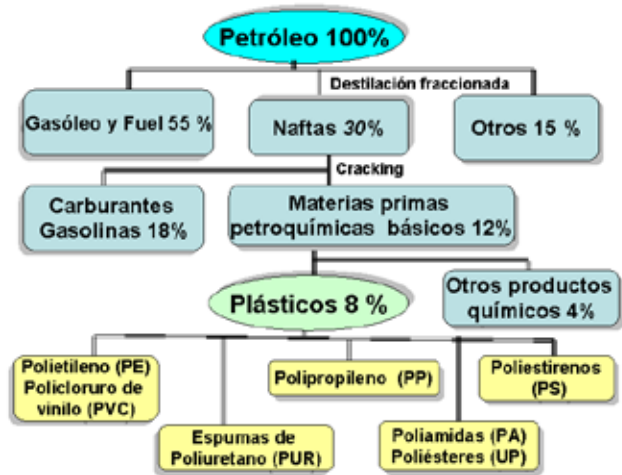 Petróleo 100%
Destilación fraccionada
Gasóleo y Fuel 55 %
Naftas 30%
Otros 15 %
Cracking
Carburantes
Gasolinas 18%
Materias primas
petroquímicas básicos 12%
Plásticos 8 %
Otros productos
químicos 4%
Polietileno (PE)
Policloruro de
vinilo (PVC)
Polipropileno (PP)
Poliestirenos
(PS)
Espumas de
Poliuretano (PUR)
Poliamidas (PA)
Poliésteres (UP)